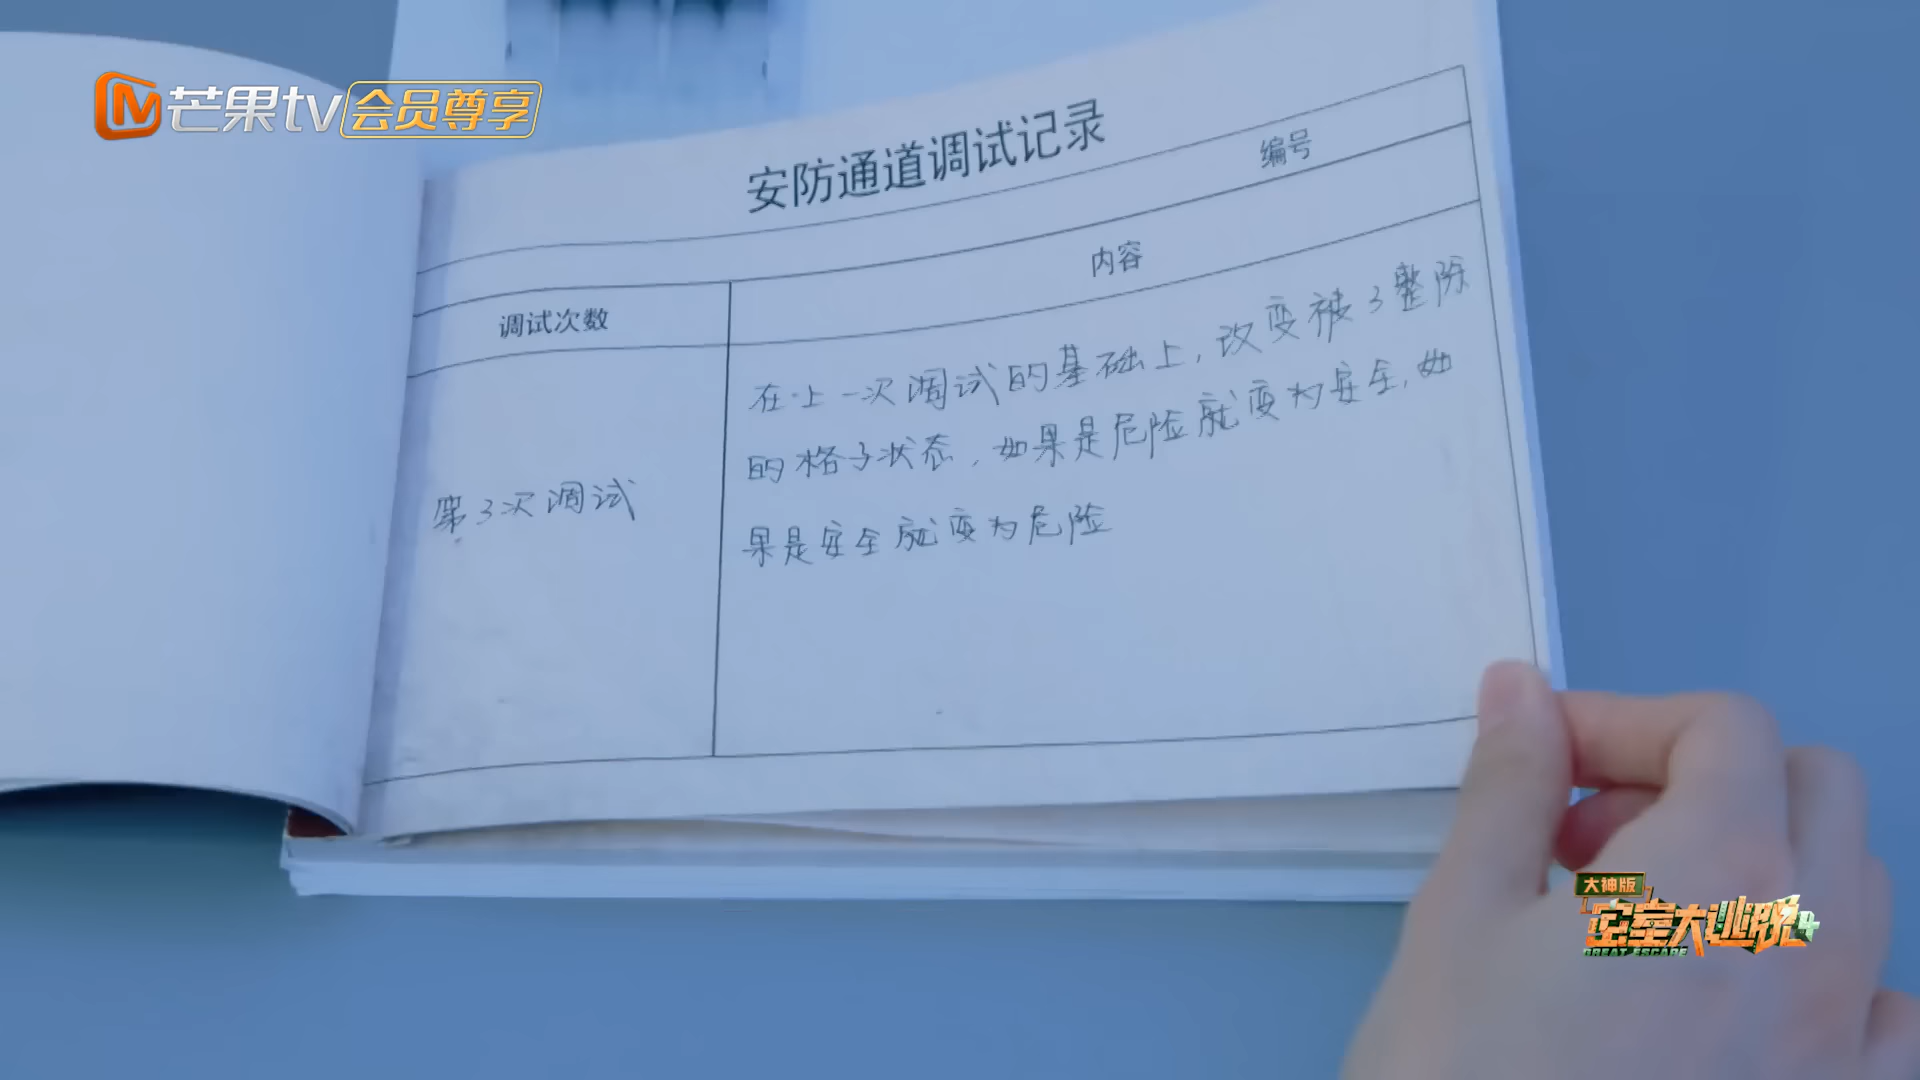 芒果tv会员尊享
安防通道调试记录
编号
调试次数
内容
第3次调试
在上一次调试的基础上，改变被3整除
的格子状态，如果是危险就变为安全，如
果是安全就变为危险
大神版
密室大逃脱4
GREAT ESCAPE